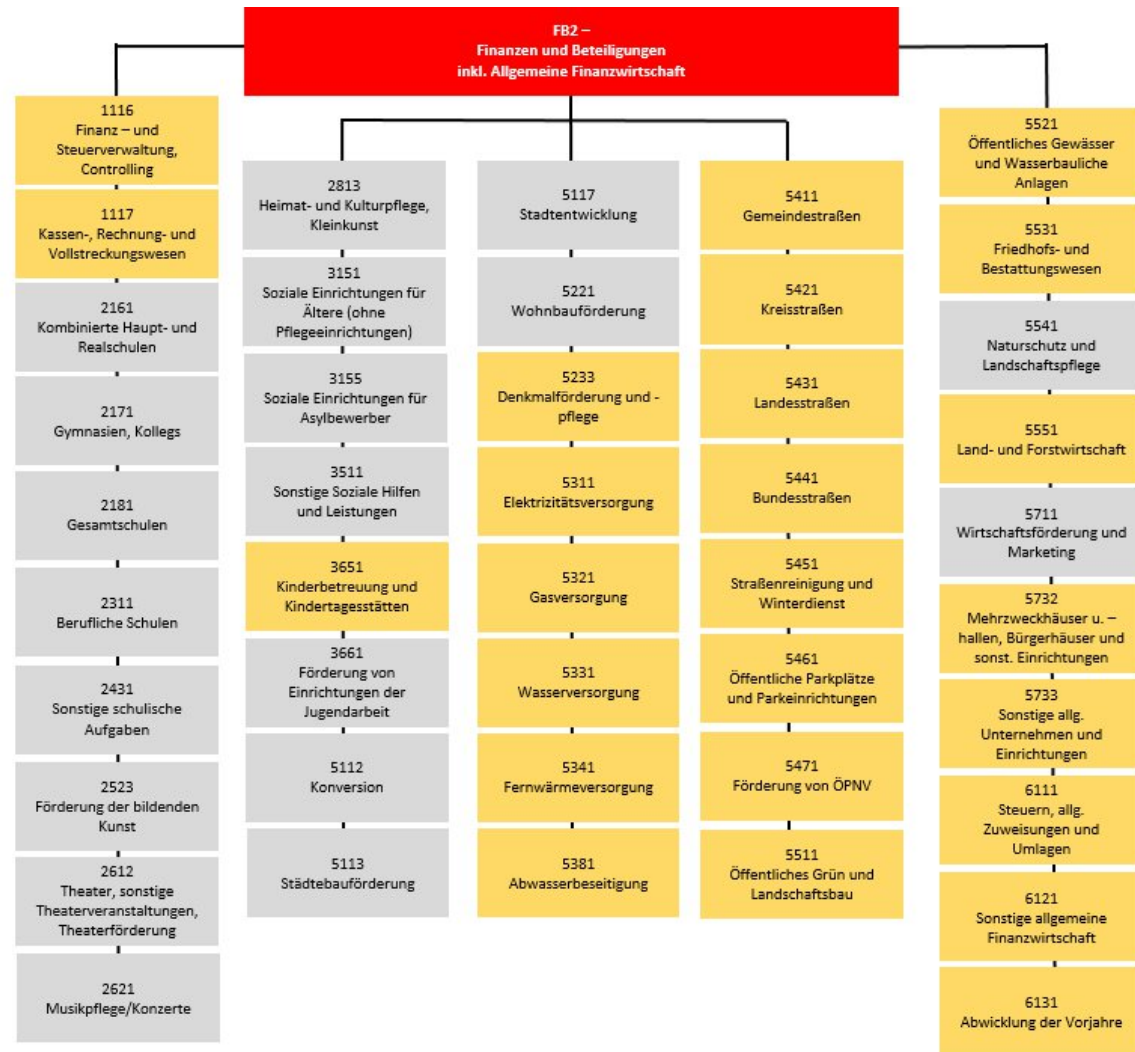 FB2 –
Finanzen und Beteiligungen
inkl. Allgemeine Finanzwirtschaft
1116
Finanz – und
Steuerverwaltung,
Controlling
1117
Kassen-, Rechnung- und
Vollstreckungswesen
2161
Kombinierte Haupt- und
Realschulen
2171
Gymnasien, Kollegs
2181
Gesamtschulen
2311
Berufliche Schulen
2431
Sonstige schulische
Aufgaben
2523
Förderung der bildenden
Kunst
2612
Theater, sonstige
Theaterveranstaltungen,
Theaterförderung
2621
Musikpflege/Konzerte
2813
Heimat- und Kulturpflege,
Kleinkunst
3151
Soziale Einrichtungen für
Ältere (ohne
Pflegeeinrichtungen)
3155
Soziale Einrichtungen für
Asylbewerber
3511
Sonstige Soziale Hilfen
und Leistungen
3651
Kinderbetreuung und
Kindertagesstätten
3661
Förderung von
Einrichtungen der
Jugendarbeit
5112
Konversion
5113
Städtebauförderung
5117
Stadtentwicklung
5221
Wohnbauförderung
5233
Denkmalförderung und -
pflege
5311
Elektrizitätsversorgung
5321
Gasversorgung
5331
Wasserversorgung
5341
Fernwärmeversorgung
5381
Abwasserbeseitigung
5411
Gemeindestraßen
5421
Kreisstraßen
5431
Landesstraßen
5441
Bundesstraßen
5451
Straßenreinigung und
Winterdienst
5461
Öffentliche Parkplätze
und Parkeinrichtungen
5471
Förderung von ÖPNV
5511
Öffentliches Grün und
Landschaftsbau
5521
Öffentliches Gewässer
und Wasserbauliche
Anlagen
5531
Friedhofs- und
Bestattungswesen
5541
Naturschutz und
Landschaftspflege
5551
Land- und Forstwirtschaft
5711
Wirtschaftsförderung und
Marketing
5732
Mehrzweckhäuser u. –
hallen, Bürgerhäuser und
sonst. Einrichtungen
5733
Sonstige allg.
Unternehmen und
Einrichtungen
6111
Steuern, allg.
Zuweisungen und
Umlagen
6121
Sonstige allgemeine
Finanzwirtschaft
6131
Abwicklung der Vorjahre